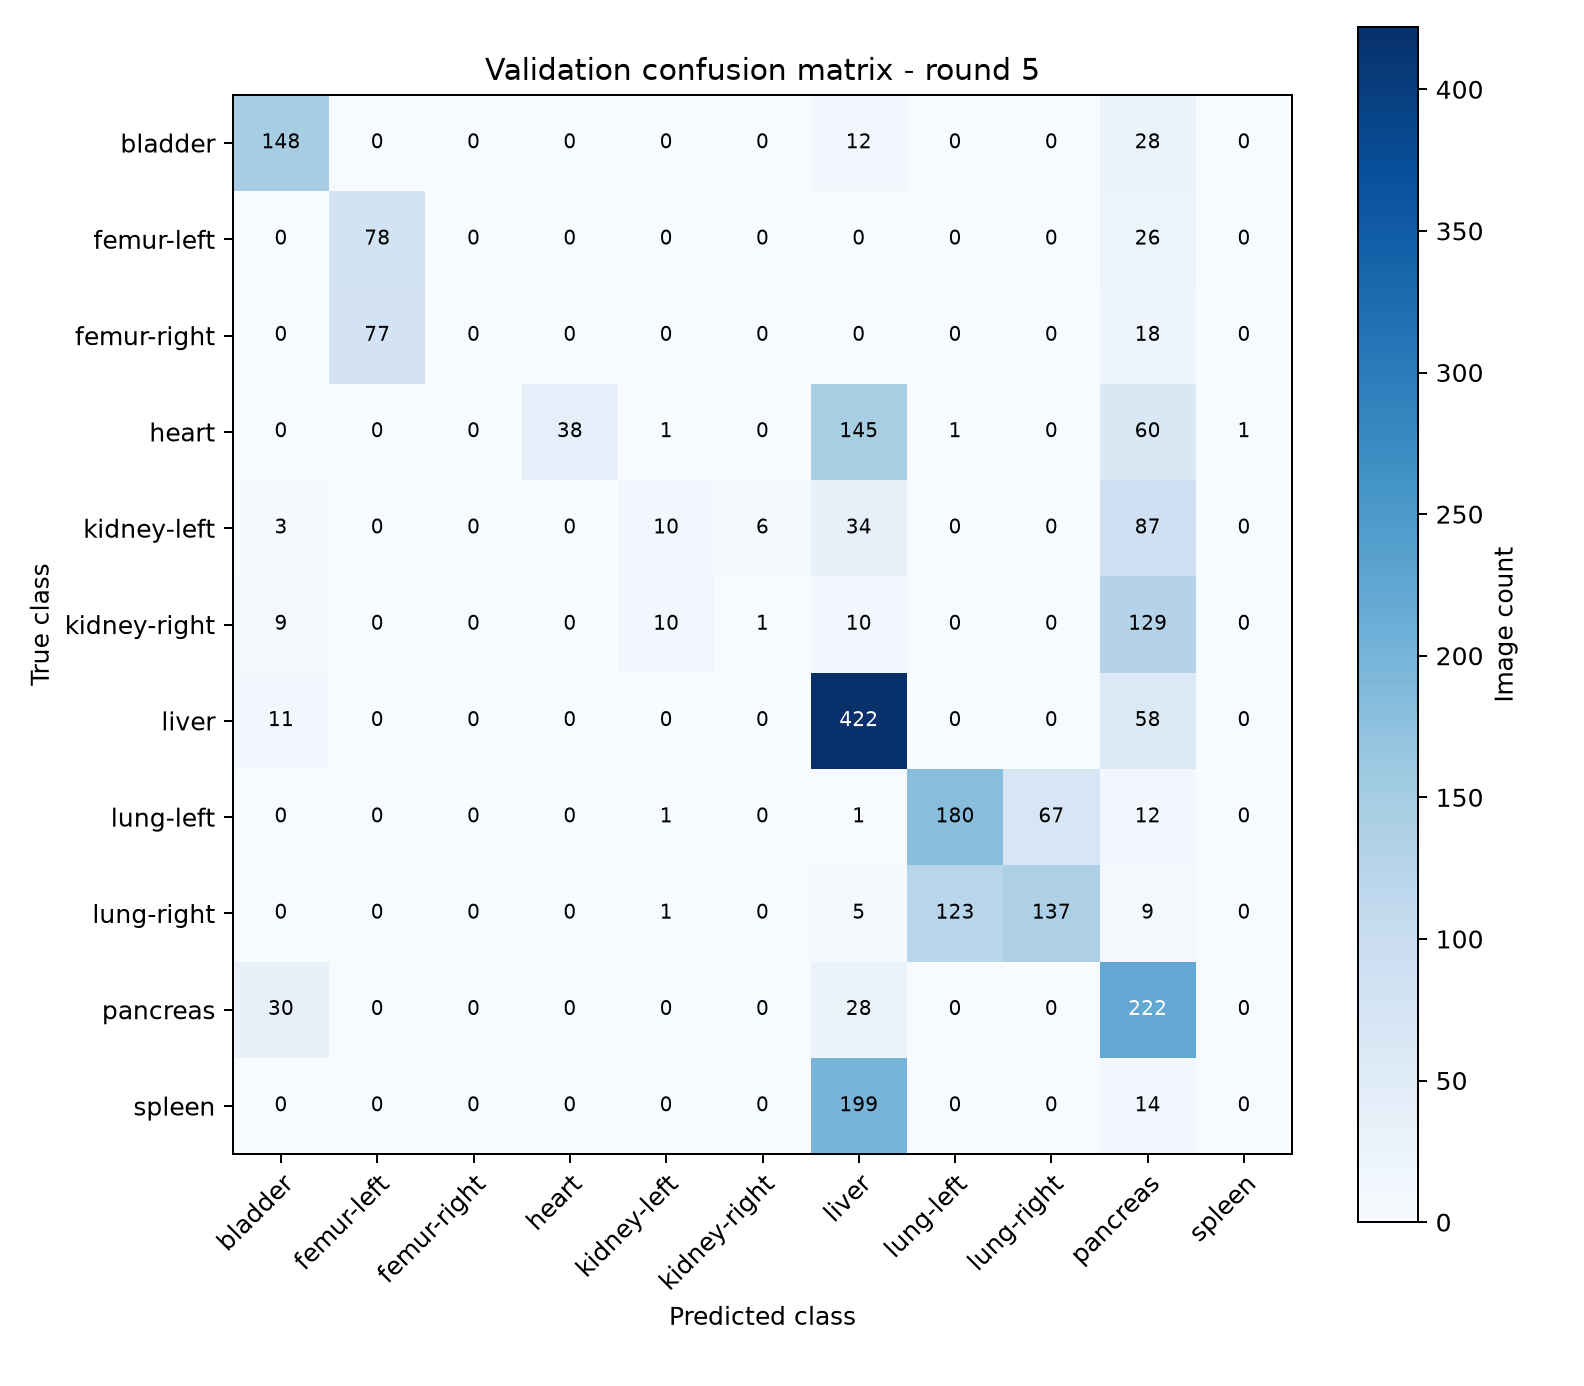 Validation confusion matrix - round 5
True class
bladder 148 0 0 0 0 0 12 0 0 28 0
femur-left 0 78 0 0 0 0 0 0 0 26 0
femur-right 0 77 0 0 0 0 0 0 0 18 0
heart 0 0 0 38 1 0 145 1 0 60 1
kidney-left 3 0 0 0 10 6 34 0 0 87 0
kidney-right 9 0 0 0 10 1 10 0 0 129 0
liver 11 0 0 0 0 0 422 0 0 58 0
lung-left 0 0 0 0 1 0 1 180 67 12 0
lung-right 0 0 0 0 1 0 5 123 137 9 0
pancreas 30 0 0 0 0 0 28 0 0 222 0
spleen 0 0 0 0 0 0 199 0 0 14 0
bladder femur-left femur-right heart kidney-left kidney-right liver lung-left lung-right pancreas spleen
Predicted class
400
350
300
250
200
150
100
50
0
Image count